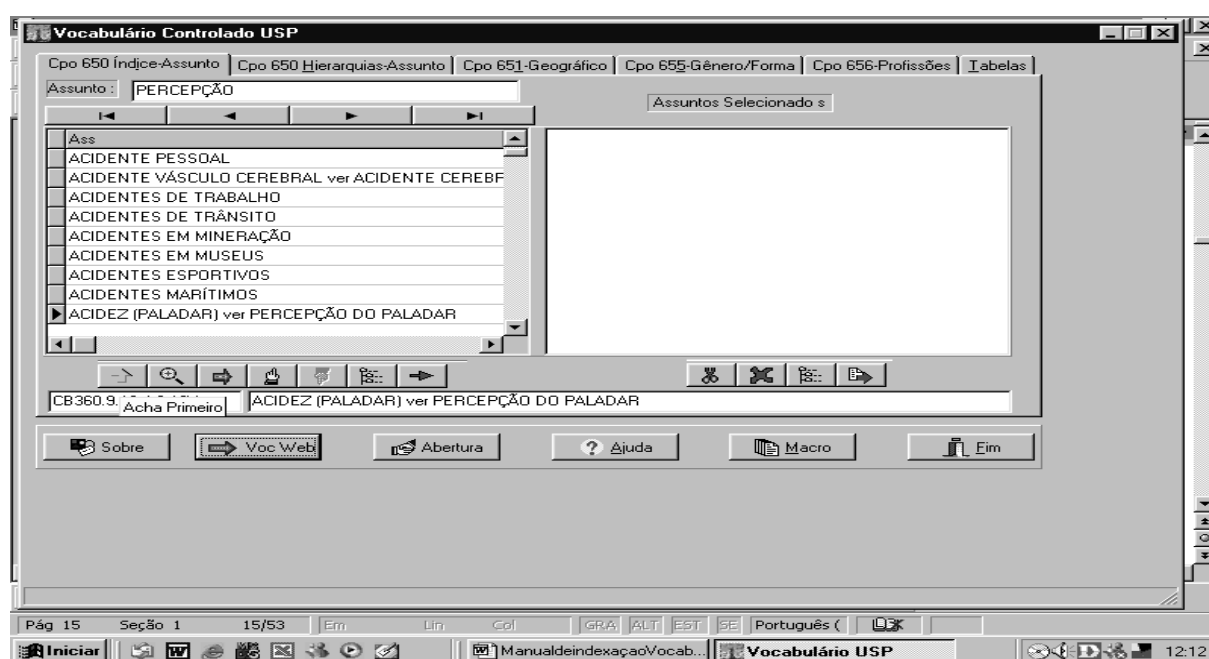 Vocabulário Controlado USP
Cpo 650 Índice-Assunto Cpo 650 Hierarquias-Assunto Cpo 651-Geográfico Cpo 655-Gênero/Forma Cpo 656-Profissões Tabelas
Assunto : PERCEPÇÃO
Assuntos Selecionado s
Ass
ACIDENTE PESSOAL
ACIDENTE VÁSCULO CEREBRAL ver ACIDENTE CEREBF
ACIDENTES DE TRABALHO
ACIDENTES DE TRÂNSITO
ACIDENTES EM MINERAÇÃO
ACIDENTES EM MUSEUS
ACIDENTES ESPORTIVOS
ACIDENTES MARÍTIMOS
ACIDEZ (PALADAR) ver PERCEPÇÃO DO PALADAR
CB360.9. ACIDEZ (PALADAR) ver PERCEPÇÃO DO PALADAR
Acha Primeiro
Sobre Voc Web Abertura Ajuda Macro Fim
Pág 15 Seção 1 15/53 Em Lin Col GRA ALT EST SE Português (
Iniciar ManualdeindexaçaoVocab... Vocabulário USP 12:12